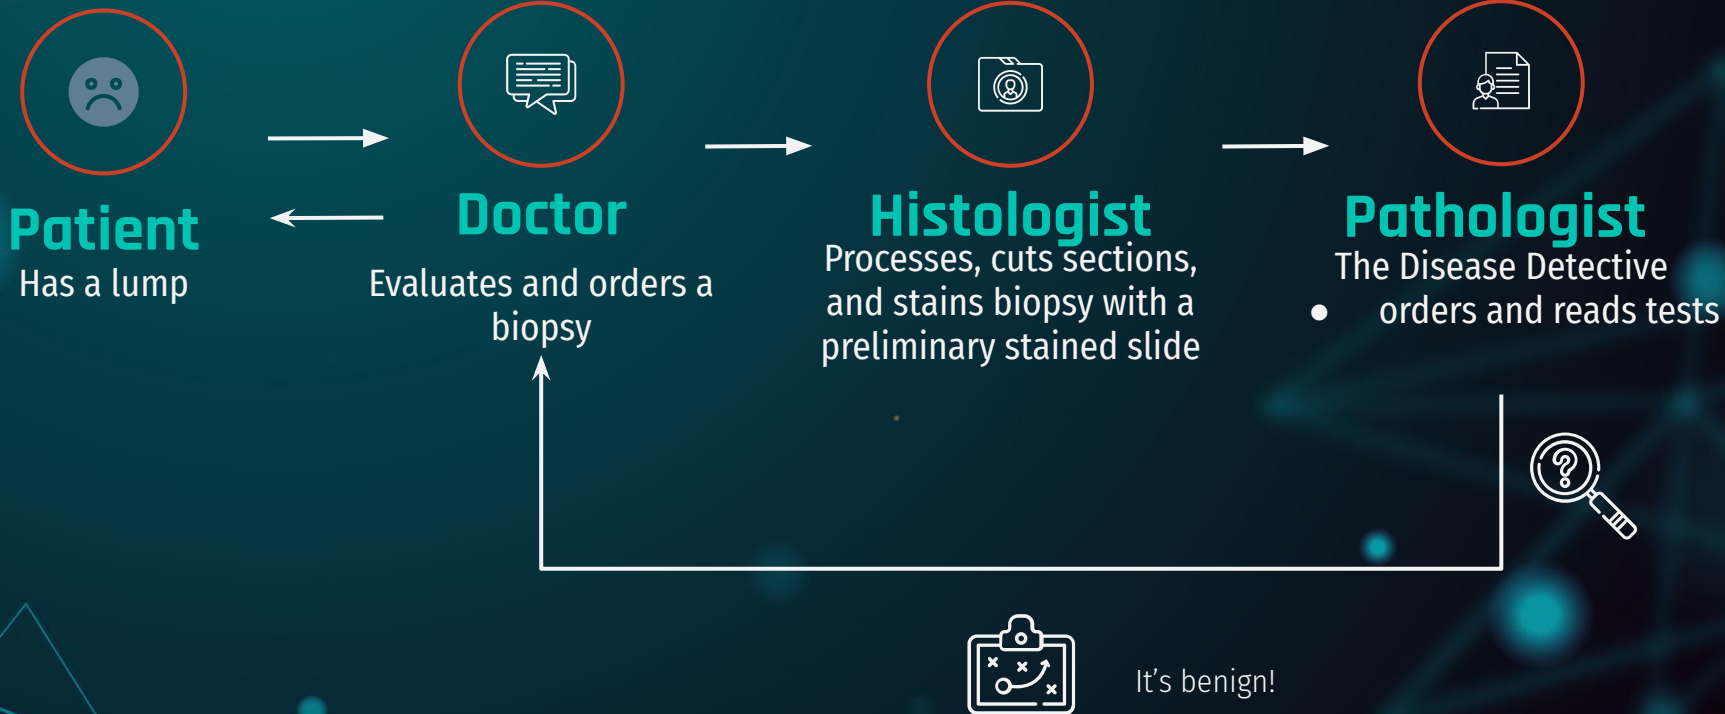 Patient
Has a lump
Doctor
Evaluates and orders a
biopsy
Histologist
Processes, cuts sections,
and stains biopsy with a
preliminary stained slide
Pathologist
The Disease Detective
● orders and reads tests
?
It's benign!